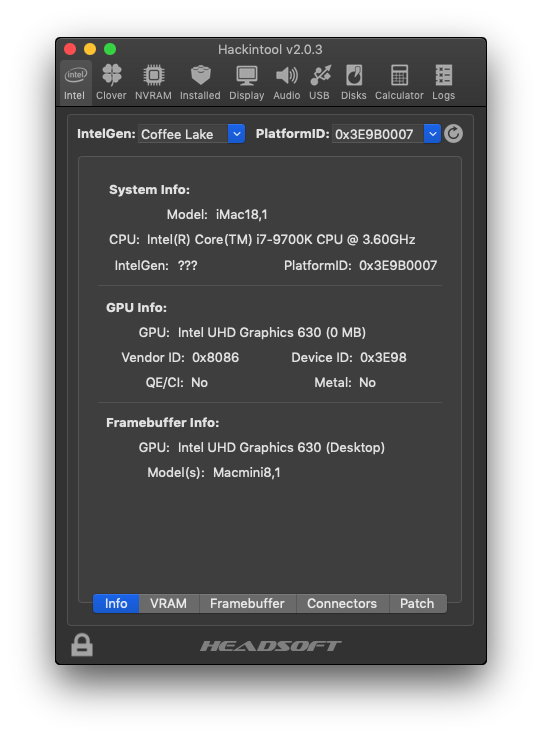 Hackintool v2.0.3
intel
Intel Clover NVRAM Installed Display Audio USB Disks Calculator Logs
IntelGen: Coffee Lake PlatformID: 0x3E9B0007
System Info:
Model: iMac18,1
CPU: Intel(R) Core(TM) i7-9700K CPU @ 3.60GHz
IntelGen: ??? PlatformID: 0x3E9B0007
GPU Info:
GPU: Intel UHD Graphics 630 (0 MB)
Vendor ID: 0x8086 Device ID: 0x3E98
QE/CI: No Metal: No
Framebuffer Info:
GPU: Intel UHD Graphics 630 (Desktop)
Model(s): Macmini8,1
Info VRAM Framebuffer Connectors Patch
HEADSOFT